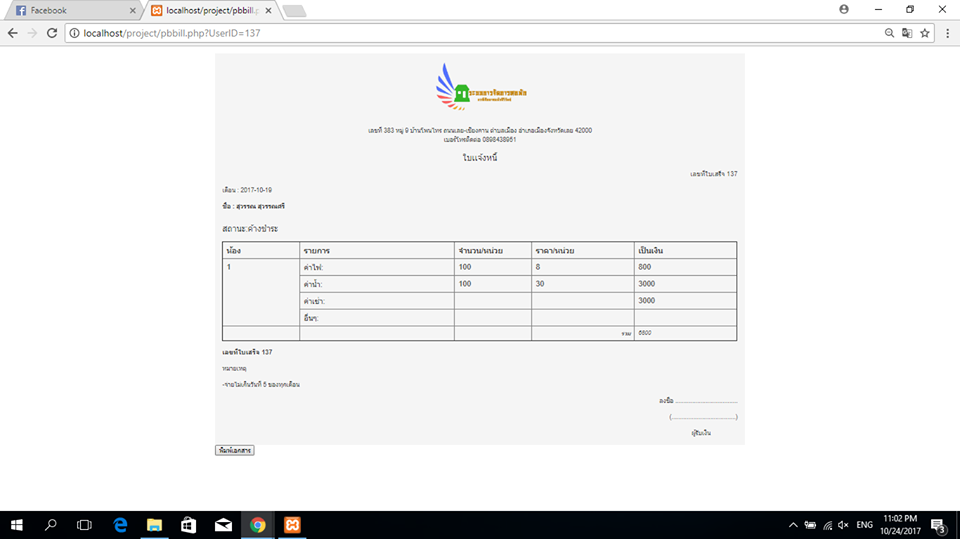 Facebook
localhost/project/pbbill.p
localhost/project/pbbill.php?UserID=137
ระบบการจัดการหอพัก
เลขที่ 383 หมู่ 9 บ้านโพนไทร ถนนเลย-เชียงคาน ตำบลเมือง อำเภอเมืองจังหวัดเลย 42000
เบอร์โทรติดต่อ 0898438951
ใบแจ้งหนี้
เลขที่ใบเสร็จ 137
เดือน : 2017-10-19
ชื่อ : สุวรรณ สุวรรณศรี
สถานะ:ค้างชำระ
ห้อง รายการ จำนวน/หน่วย ราคา/หน่วย เป็นเงิน
1 ค่าไฟ: 100 8 800
ค่าน้ำ: 100 30 3000
ค่าเช่า: 3000
อื่นๆ:
รวม 6800
เลขที่ใบเสร็จ 137
หมายเหตุ
-จ่ายไม่เกินวันที่ 5 ของทุกเดือน
ลงชื่อ ......................................
(.......................................)
ผู้รับเงิน
พิมพ์เอกสาร
ENG
11:02 PM
10/24/2017
3